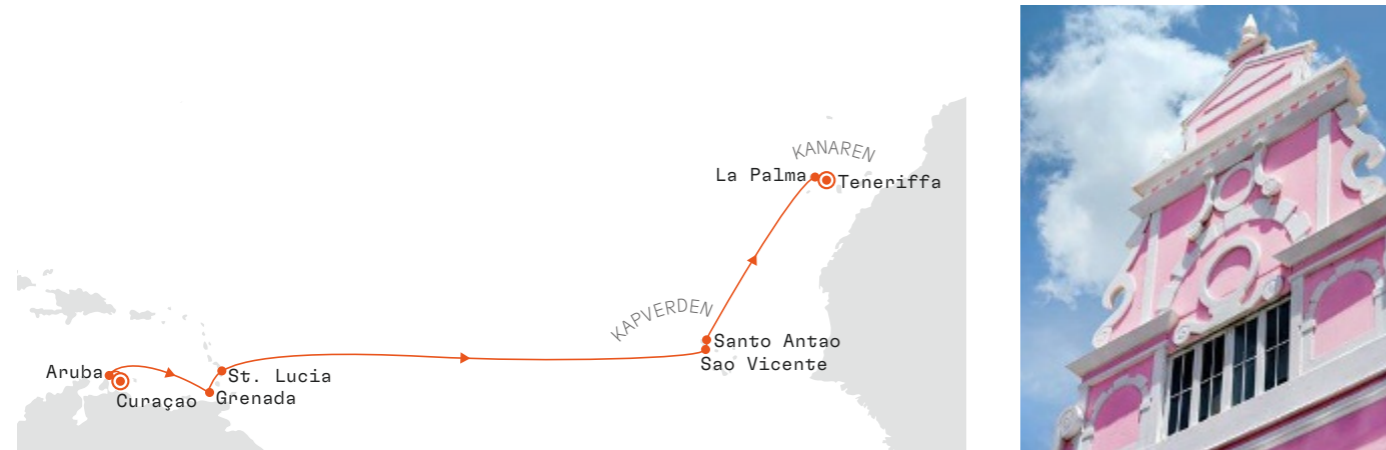 KANAREN
La Palma
Teneriffa
KAPVERDEN
Santo Antao
Sao Vicente
Aruba
St. Lucia
Curaçao
Grenada